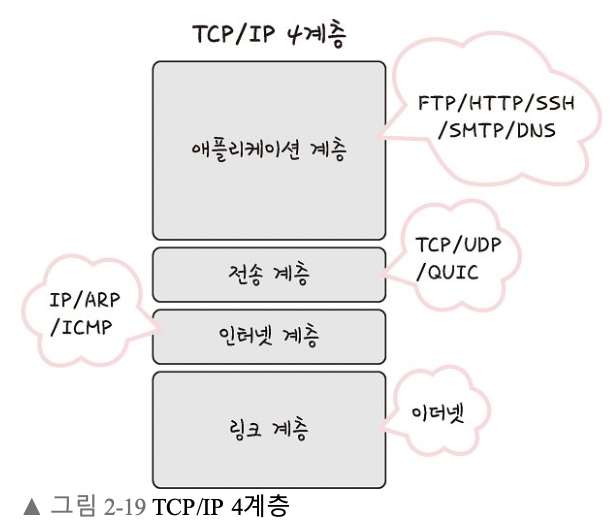 TCP/IP 4계층
애플리케이션 계층
FTP/HTTP/SSH
/SMTP/DNS
전송 계층
TCP/UDP
/QUIC
IP/ARP
/ICMP
인터넷 계층
링크 계층
이더넷
▲ 그림 2-19 TCP/IP 4계층